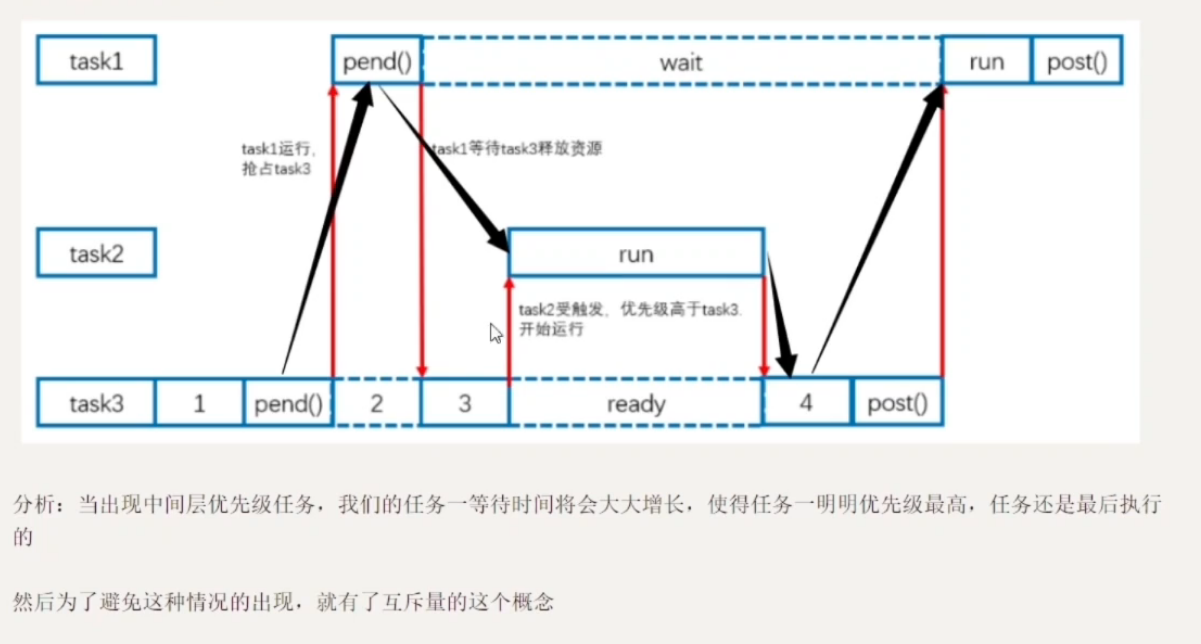 task1
pend()
wait
run
post()
task1运行,
抢占task3
task1等待task3释放资源
task2
run
task2受触发，优先级高于task3.
开始运行
task3
1
pend()
2
3
ready
4
post()
分析：当出现中间层优先级任务，我们的任务一等待时间将会大大增长，使得任务一明明优先级最高，任务还是最后执行
的
然后为了避免这种情况的出现，就有了互斥量的这个概念